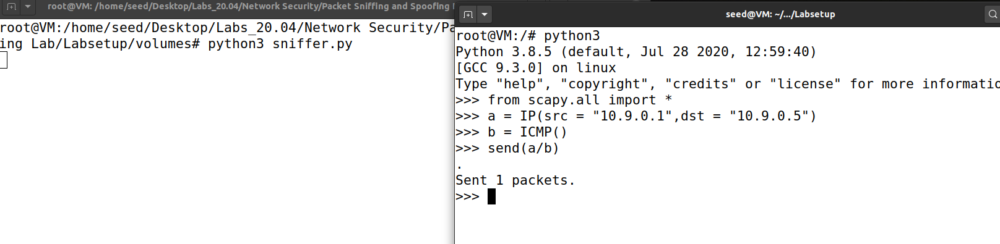 root@VM: /home/seed/Desktop/Labs_20.04/Network Security/Packet Sniffing and Spoofing
root@VM:/home/seed/Desktop/Labs_20.04/Network Security/Pa
ing Lab/Labsetup/volumes# python3 sniffer.py
seed@VM: ~/.../Labsetup
root@VM:/# python3
Python 3.8.5 (default, Jul 28 2020, 12:59:40)
[GCC 9.3.0] on linux
Type "help", "copyright", "credits" or "license" for more informatio
>>> from scapy.all import *
>>> a = IP(src = "10.9.0.1",dst = "10.9.0.5")
>>> b = ICMP()
>>> send(a/b)
.
Sent 1 packets.
>>>